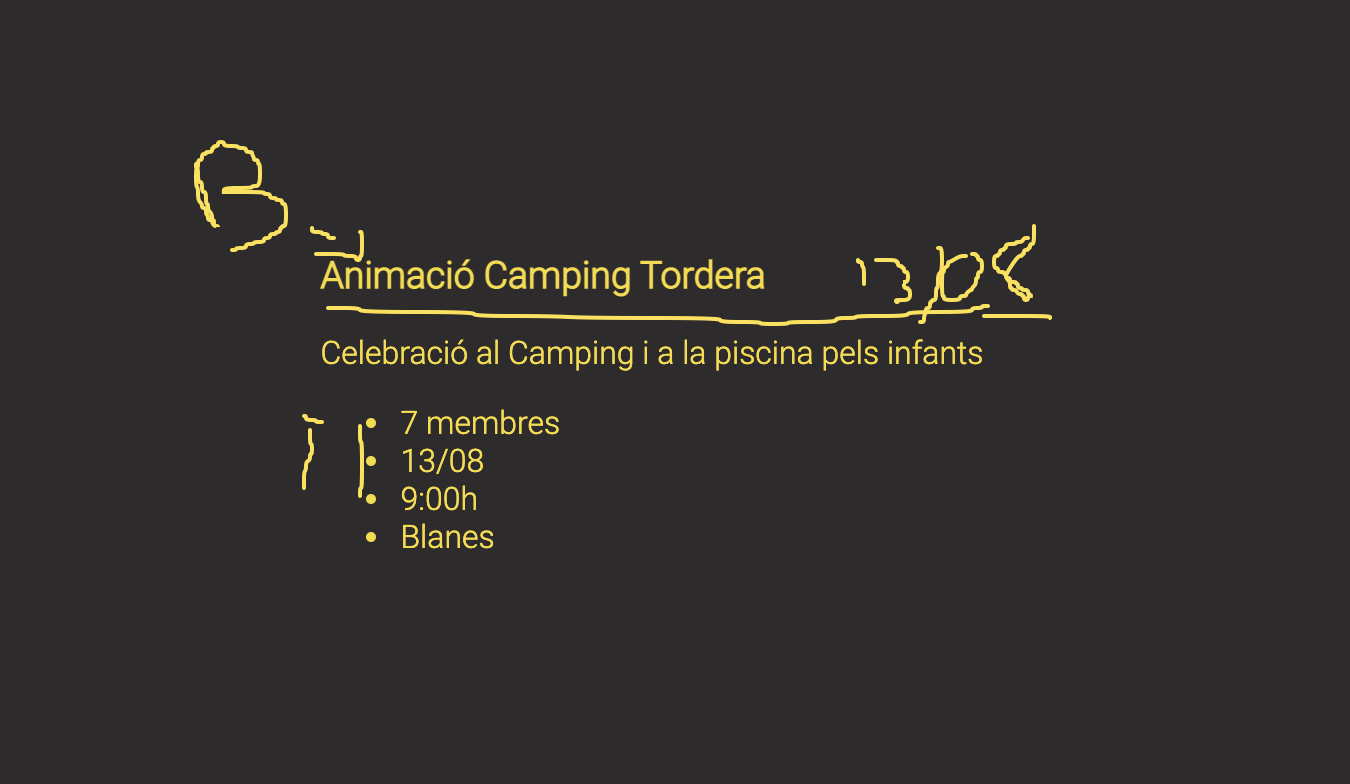 B
Animació Camping Tordera 13/08
Celebració al Camping i a la piscina pels infants
• 7 membres
• 13/08
• 9:00h
• Blanes